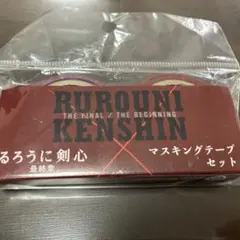 RUROUNI
THE FINAL / THE BEGINNING
KENSHIN
るろうに剣心
最終章
マスキングテープ
セット